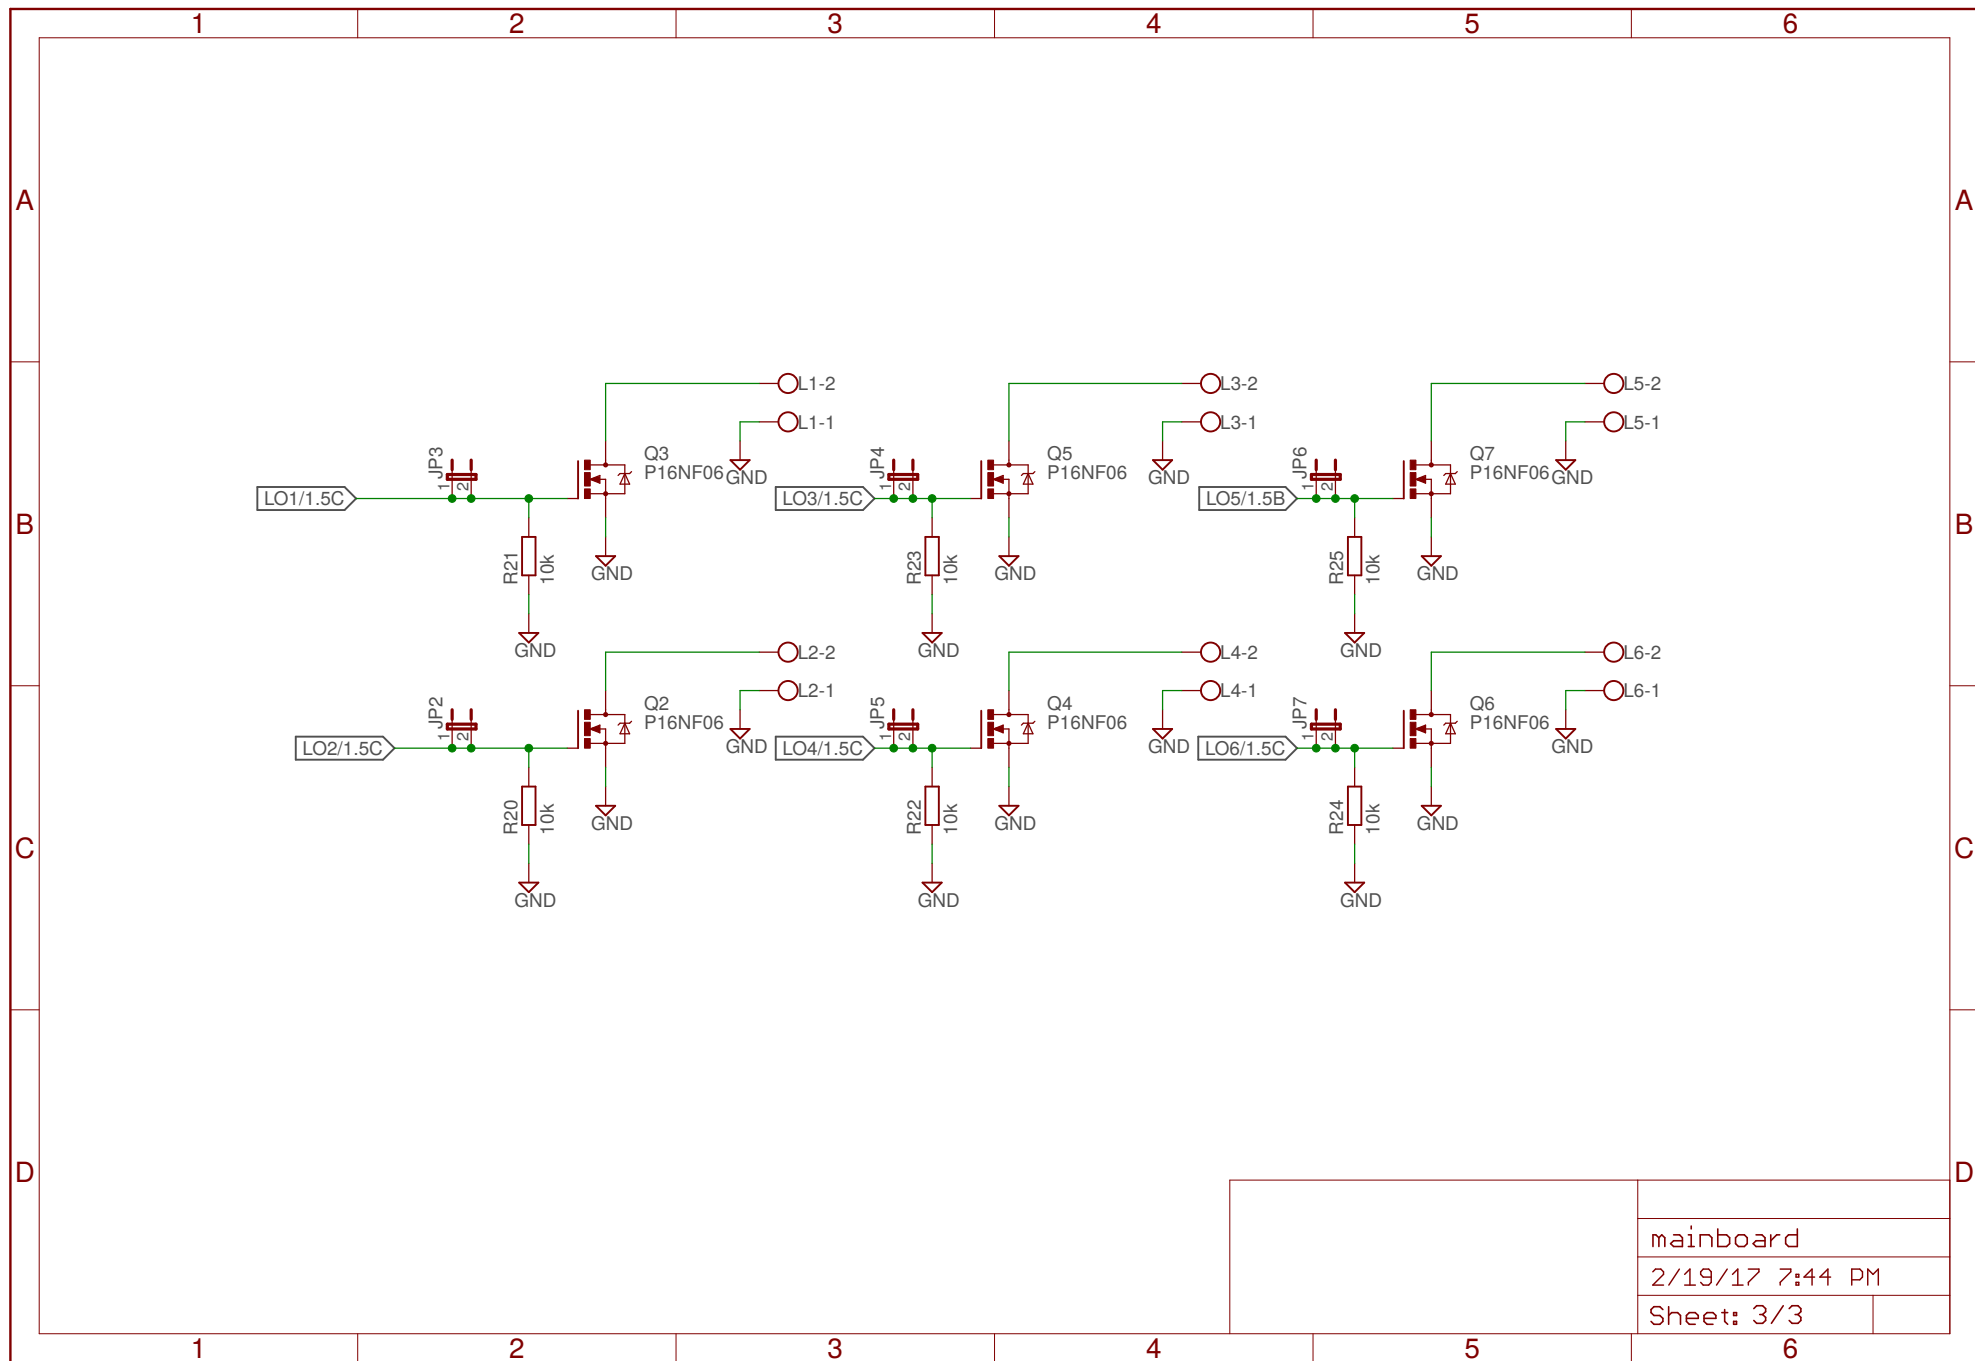 1 2 3 4 5 6
A A
L1-2 L3-2 L5-2
L1-1 L3-1 L5-1
JP3 Q3 GND JP4 Q5 GND JP6 Q7 GND
P16NF06 P16NF06 P16NF06
1 2 1 2 1 2
LO1/1.5C LO3/1.5C LO5/1.5B
B B
R21 10k GND R23 10k GND R25 10k GND
GND GND GND
L2-2 L4-2 L6-2
L2-1 L4-1 L6-1
JP2 Q2 JP5 Q4 JP7 Q6
P16NF06 P16NF06 P16NF06
1 2 GND 1 2 GND 1 2 GND
LO2/1.5C LO4/1.5C LO6/1.5C
R20 10k GND R22 10k GND R24 10k GND
C C
GND GND GND
D D
mainboard
2/19/17 7:44 PM
Sheet: 3/3
1 2 3 4 5 6